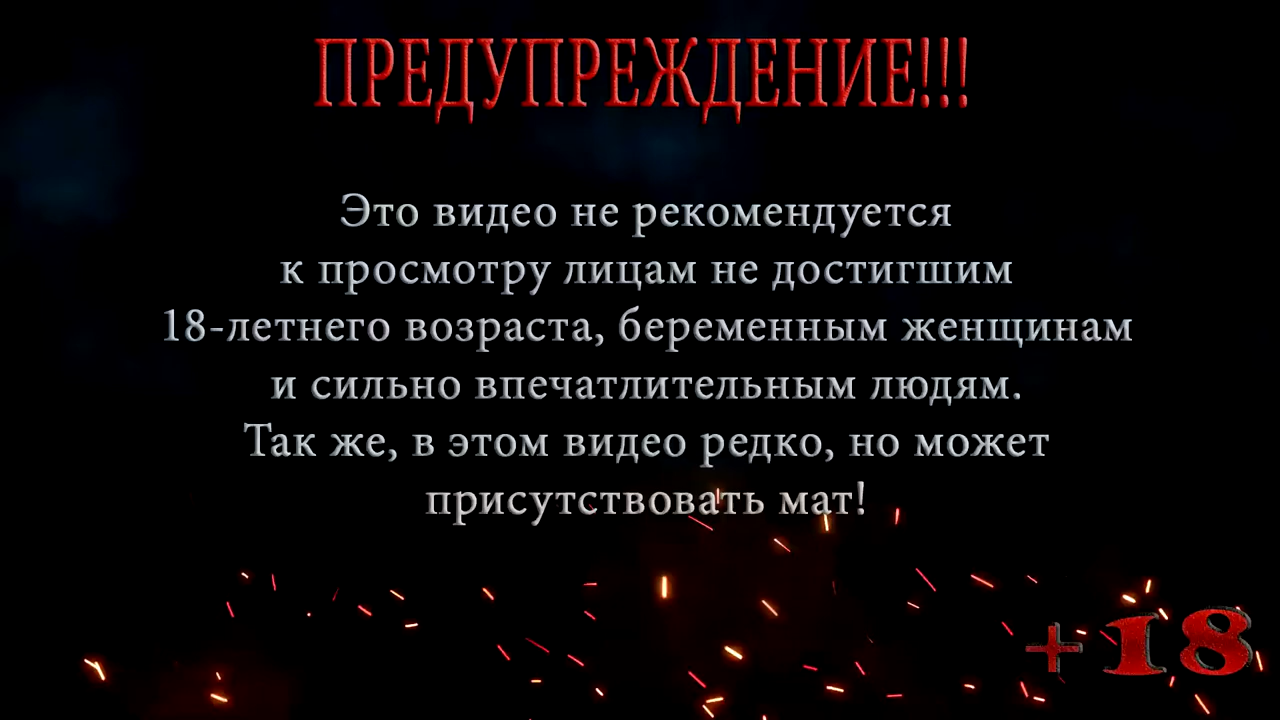 ПРЕДУПРЕЖДЕНИЕ!!!
Это видео не рекомендуется
к просмотру лицам не достигшим
18-летнего возраста, беременным женщинам
и сильно впечатлительным людям.
Так же, в этом видео редко, но может
присутствовать мат!
+18